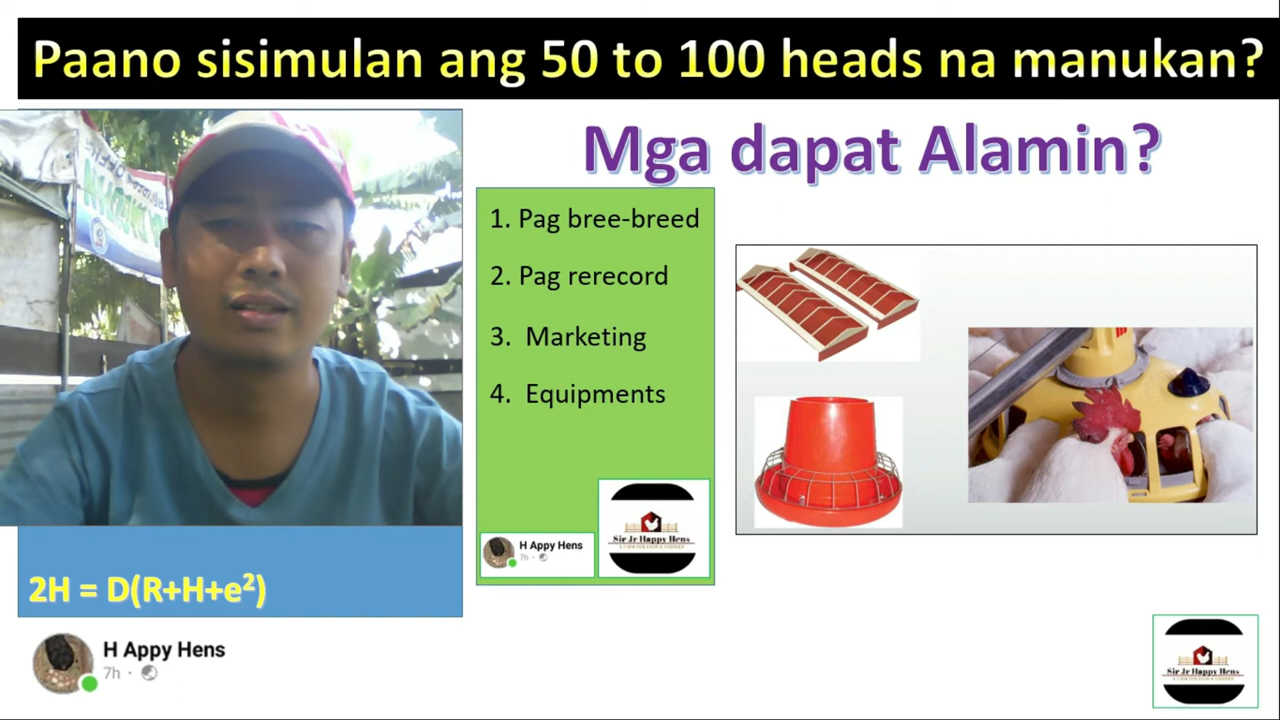 Paano sisimulan ang 50 to 100 heads na manukan?
Mga dapat Alamin?
1. Pag bree-breed
2. Pag rerecord
3. Marketing
4. Equipments
H Appy Hens
7h ·
Sir Jr Happy Hens
2H = D(R+H+e²)
H Appy Hens
7h ·
Sir Jr Happy Hens